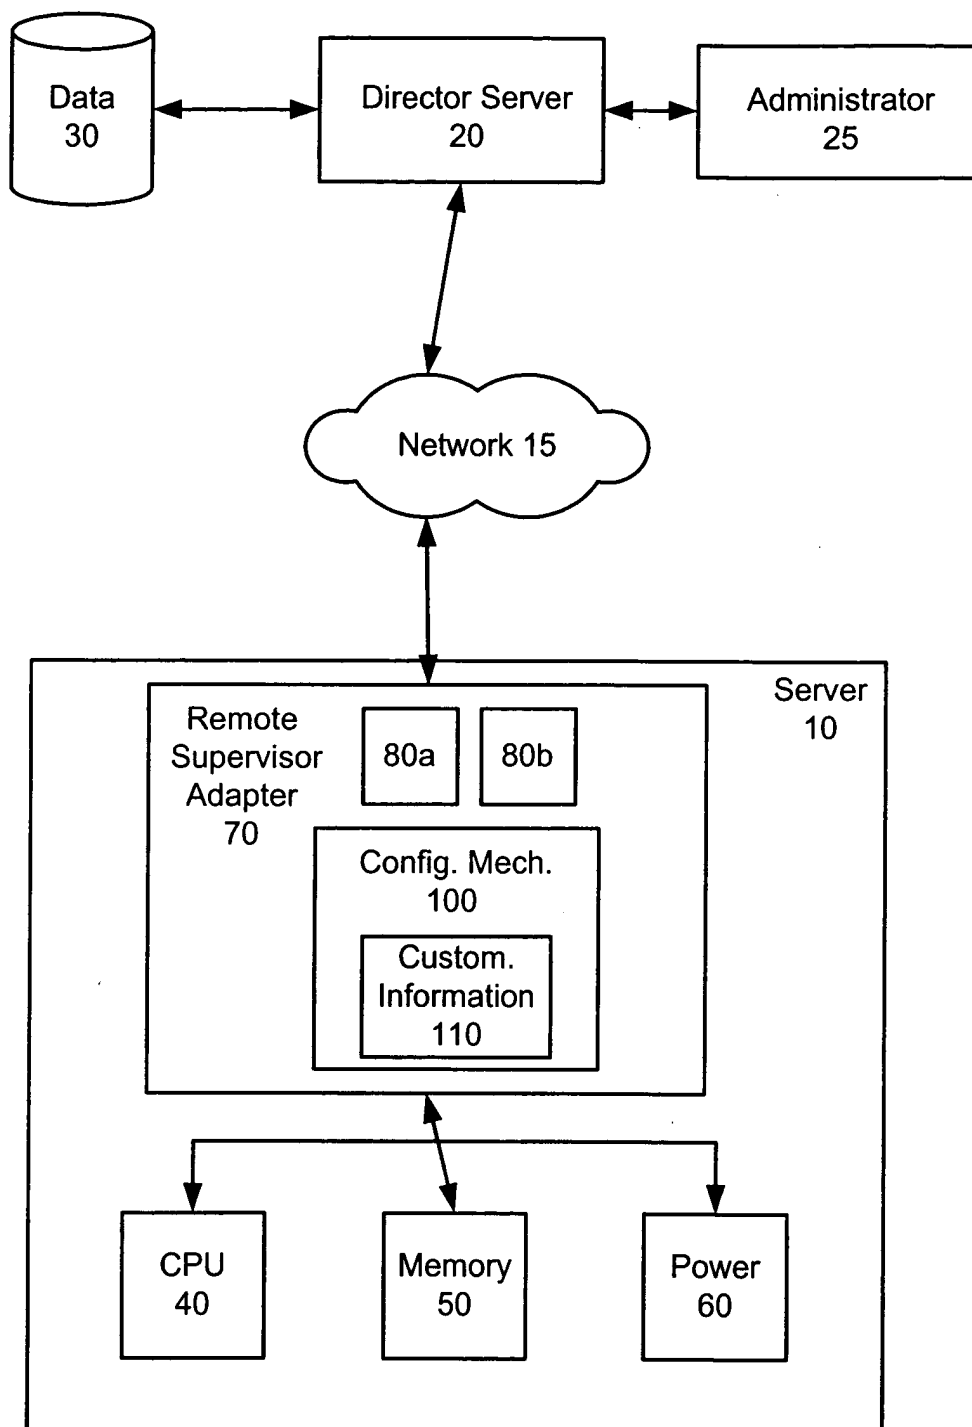 Data
30
Director Server
20
Administrator
25
Network 15
Server
10
Remote
Supervisor
Adapter
70
80a
80b
Config. Mech.
100
Custom.
Information
110
CPU
40
Memory
50
Power
60